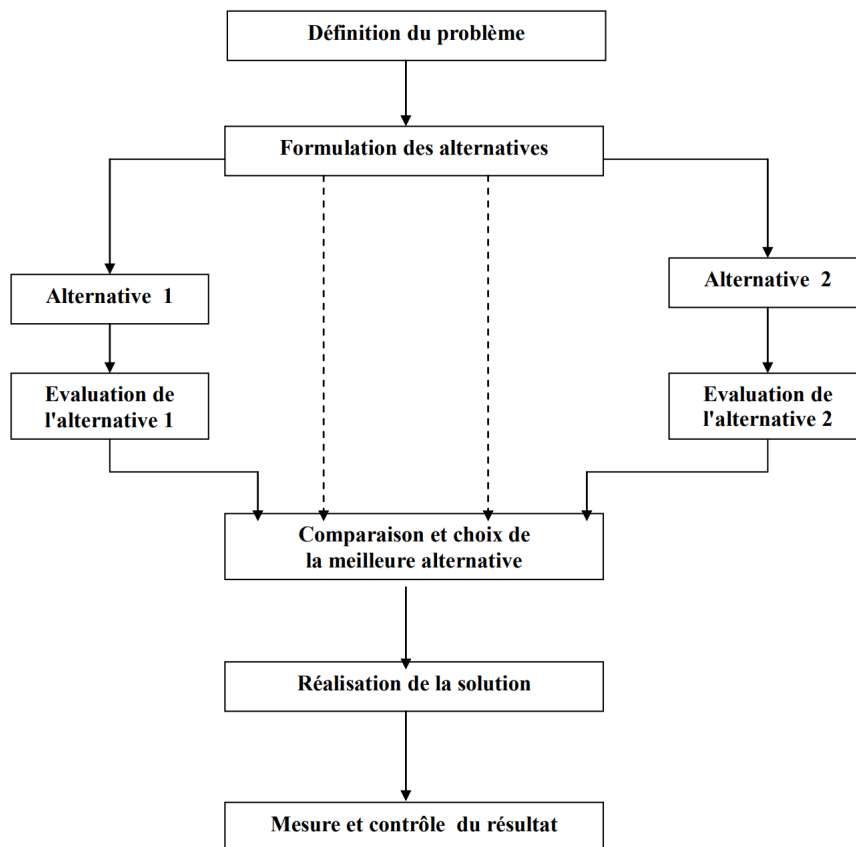 Définition du problème
Formulation des alternatives
Alternative  1
Alternative  2
Evaluation de
l'alternative 1
Evaluation de
l'alternative 2
Comparaison et choix de
la meilleure alternative
Réalisation de la solution
Mesure et contrôle  du résultat